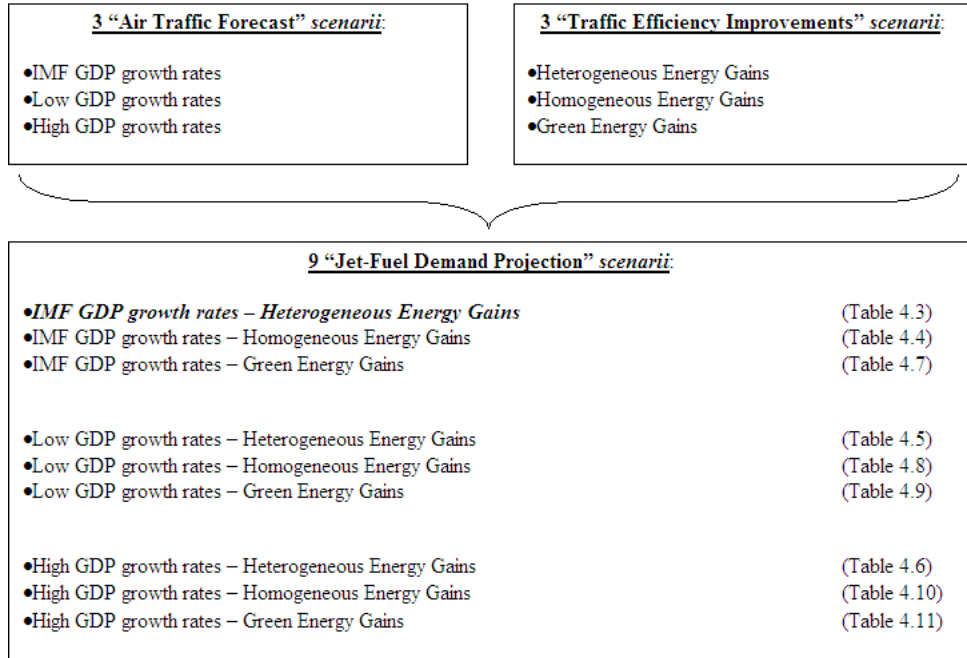 3 “Air Traffic Forecast” scenarii:
●IMF GDP growth rates
●Low GDP growth rates
●High GDP growth rates
3 “Traffic Efficiency Improvements” scenarii:
●Heterogeneous Energy Gains
●Homogeneous Energy Gains
●Green Energy Gains
9 “Jet-Fuel Demand Projection” scenarii:
●IMF GDP growth rates – Heterogeneous Energy Gains (Table 4.3)
●IMF GDP growth rates – Homogeneous Energy Gains (Table 4.4)
●IMF GDP growth rates – Green Energy Gains (Table 4.7)
●Low GDP growth rates – Heterogeneous Energy Gains (Table 4.5)
●Low GDP growth rates – Homogeneous Energy Gains (Table 4.8)
●Low GDP growth rates – Green Energy Gains (Table 4.9)
●High GDP growth rates – Heterogeneous Energy Gains (Table 4.6)
●High GDP growth rates – Homogeneous Energy Gains (Table 4.10)
●High GDP growth rates – Green Energy Gains (Table 4.11)